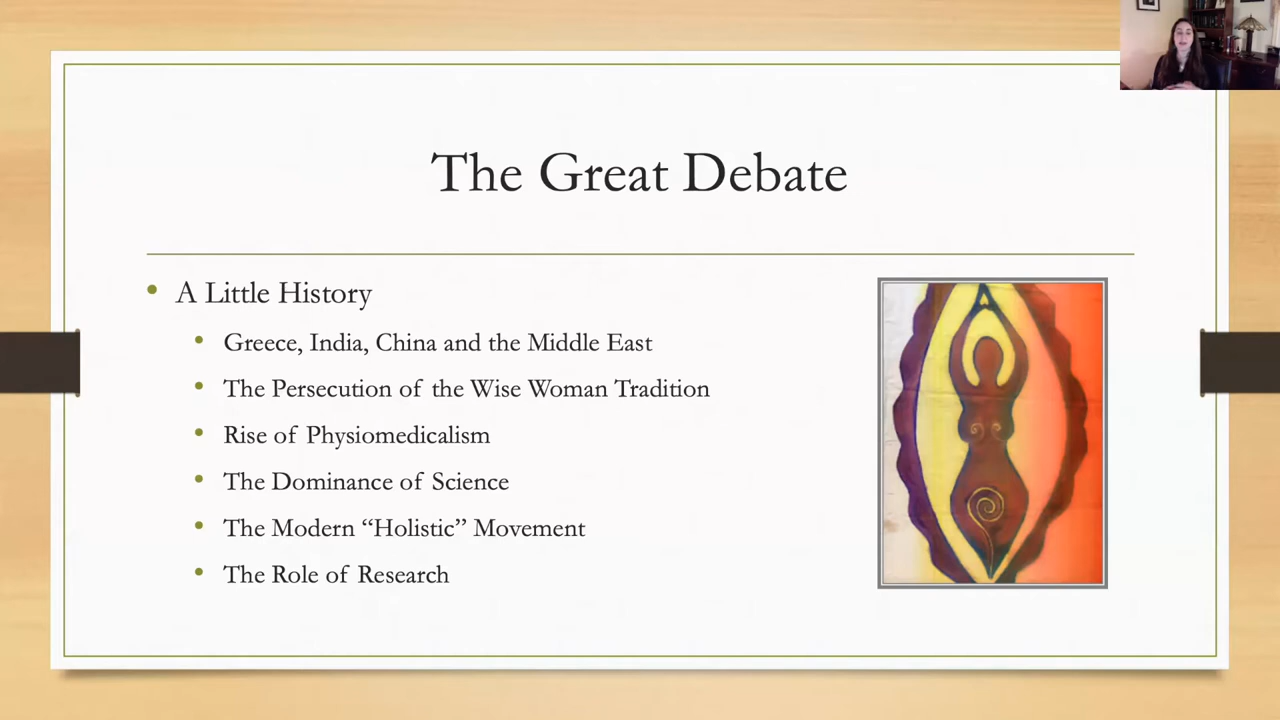 The Great Debate
A Little History
Greece, India, China and the Middle East
The Persecution of the Wise Woman Tradition
Rise of Physiomedicalism
The Dominance of Science
The Modern “Holistic” Movement
The Role of Research